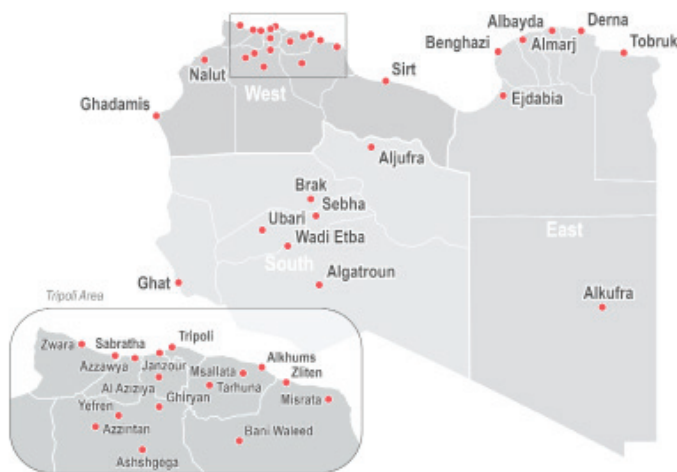 Albayda
Derna
Benghazi
Almarj
Tobruk
Nalut
Sirt
West
Ghadamis
Ejdabia
Aljufra
Brak
Sebha
Ubari
Wadi Etba
East
South
Ghat
Algatroun
Alkufra
Tripoli Area
Tripoli
Zwara
Sabratha
Azzawya
Janzour
Alkhums
Msallata
Zliten
Al Aziziya
Tarhuna
Ghiryan
Misrata
Yefren
Azzintan
Bani Waleed
Ashshgega